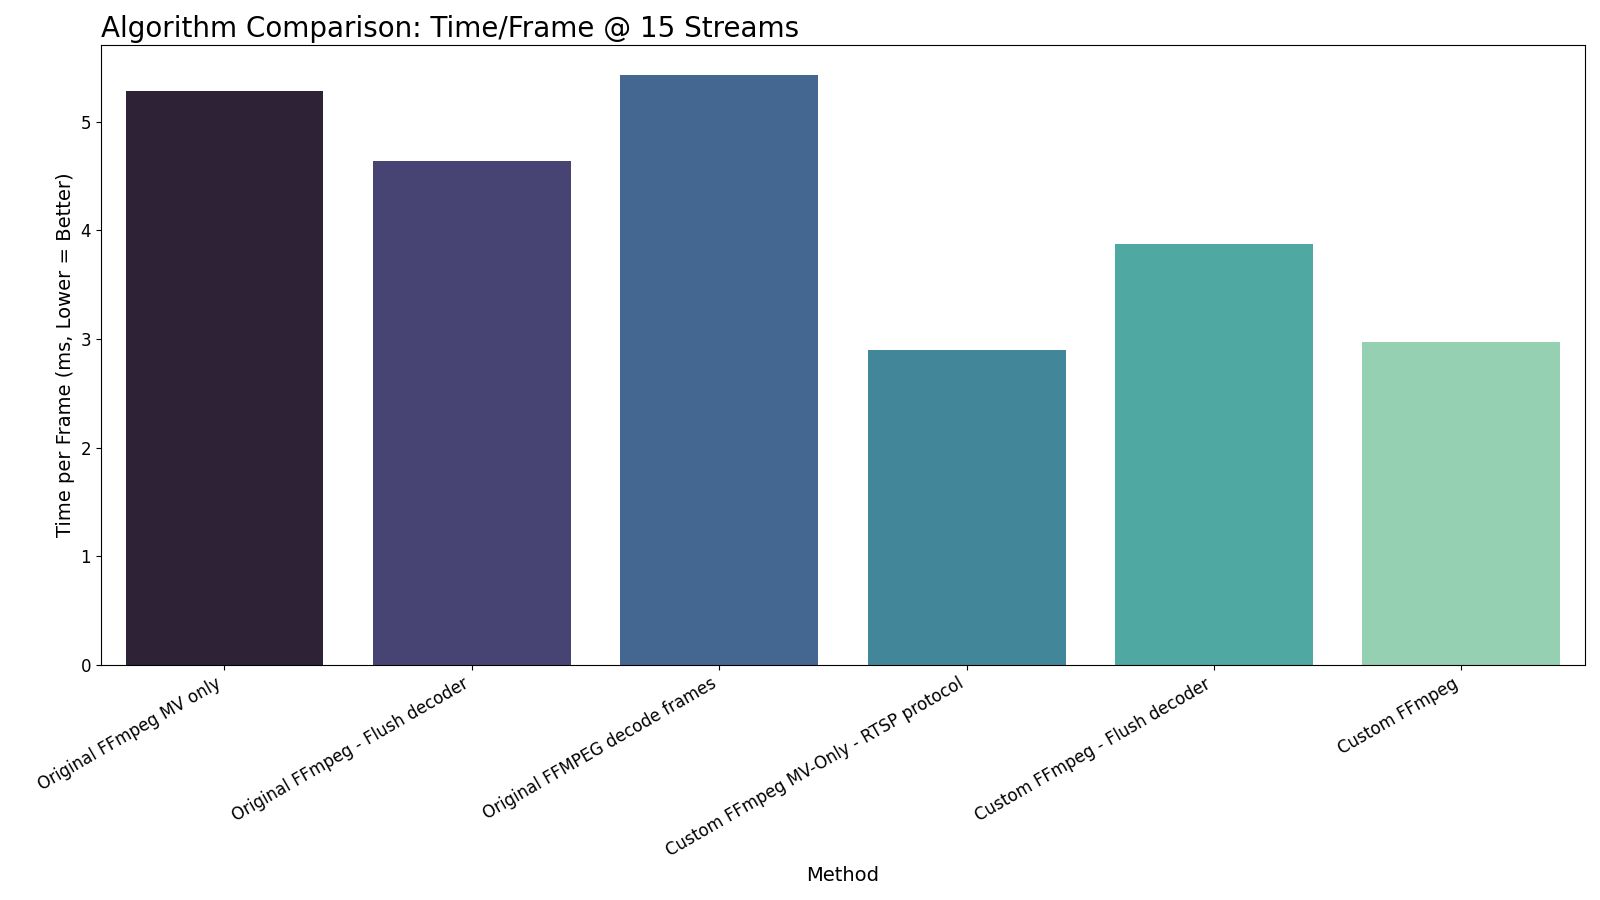 Algorithm Comparison: Time/Frame @ 15 Streams
Time per Frame (ms, Lower = Better)
5
4
3
2
1
0
Original FFmpeg MV only
Original FFmpeg - Flush decoder
Original FFMPEG decode frames
Custom FFmpeg MV-Only - RTSP protocol
Custom FFmpeg - Flush decoder
Custom FFmpeg
Method